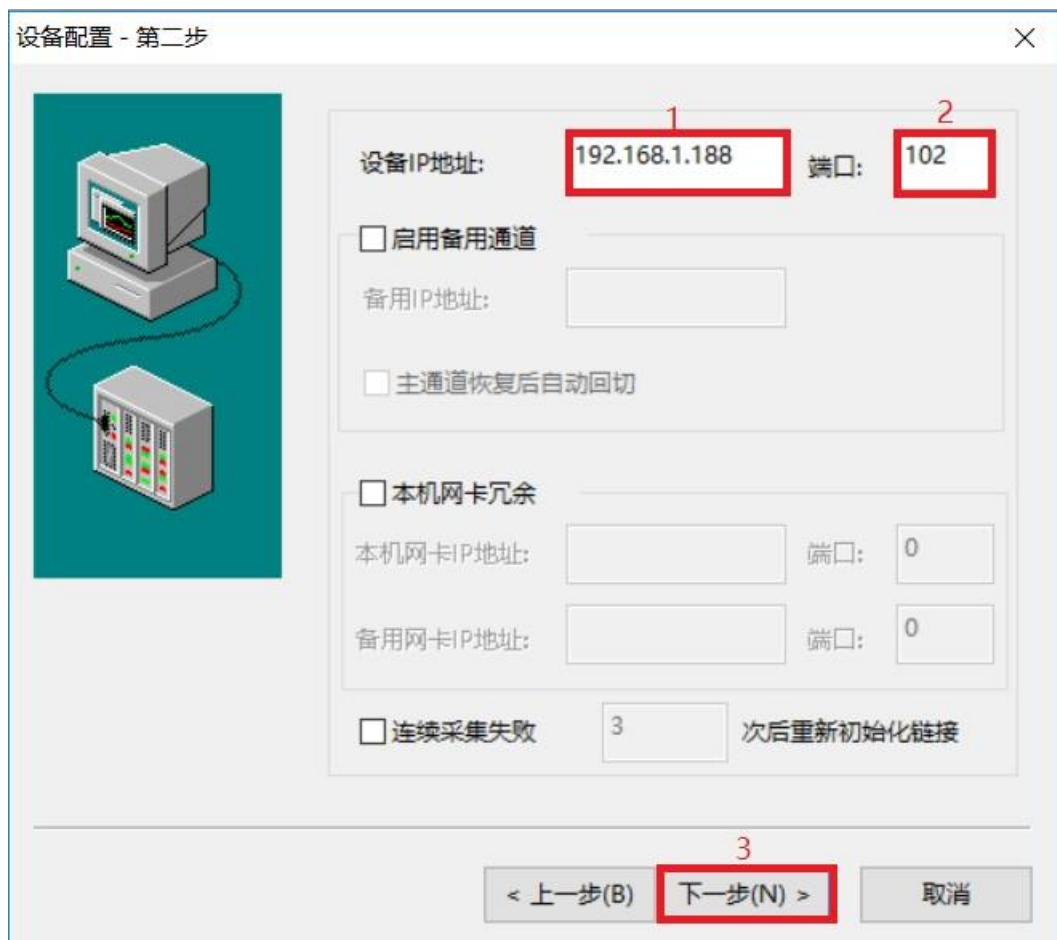 设备配置 - 第二步
1
2
设备IP地址: 192.168.1.188 端口: 102
启用备用通道
备用IP地址:
主通道恢复后自动回切
本机网卡冗余
本机网卡IP地址: 端口: 0
备用网卡IP地址: 端口: 0
连续采集失败 3 次后重新初始化链接
3
< 上一步(B) 下一步(N) > 取消